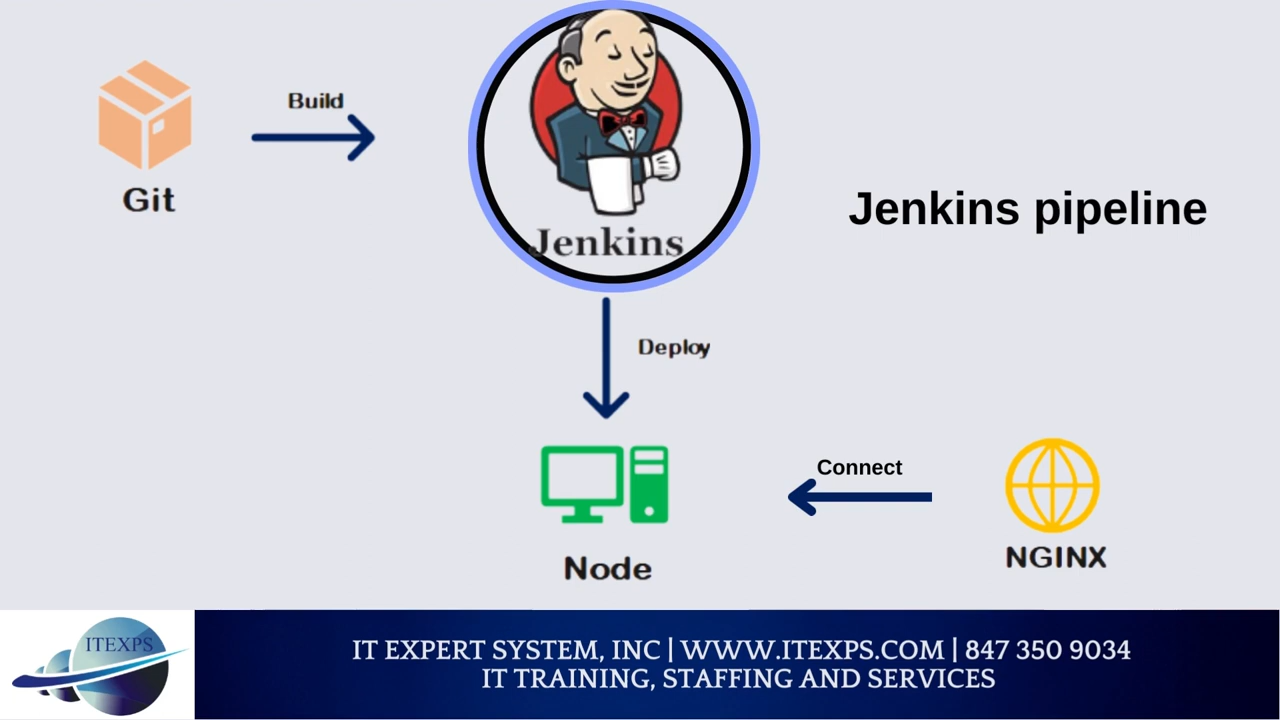 Build
Git
Jenkins
Jenkins pipeline
Deploy
Connect
Node
NGINX
ITEXPS
IT EXPERT SYSTEM, INC | WWW.ITEXPS.COM | 847 350 9034
IT TRAINING, STAFFING AND SERVICES